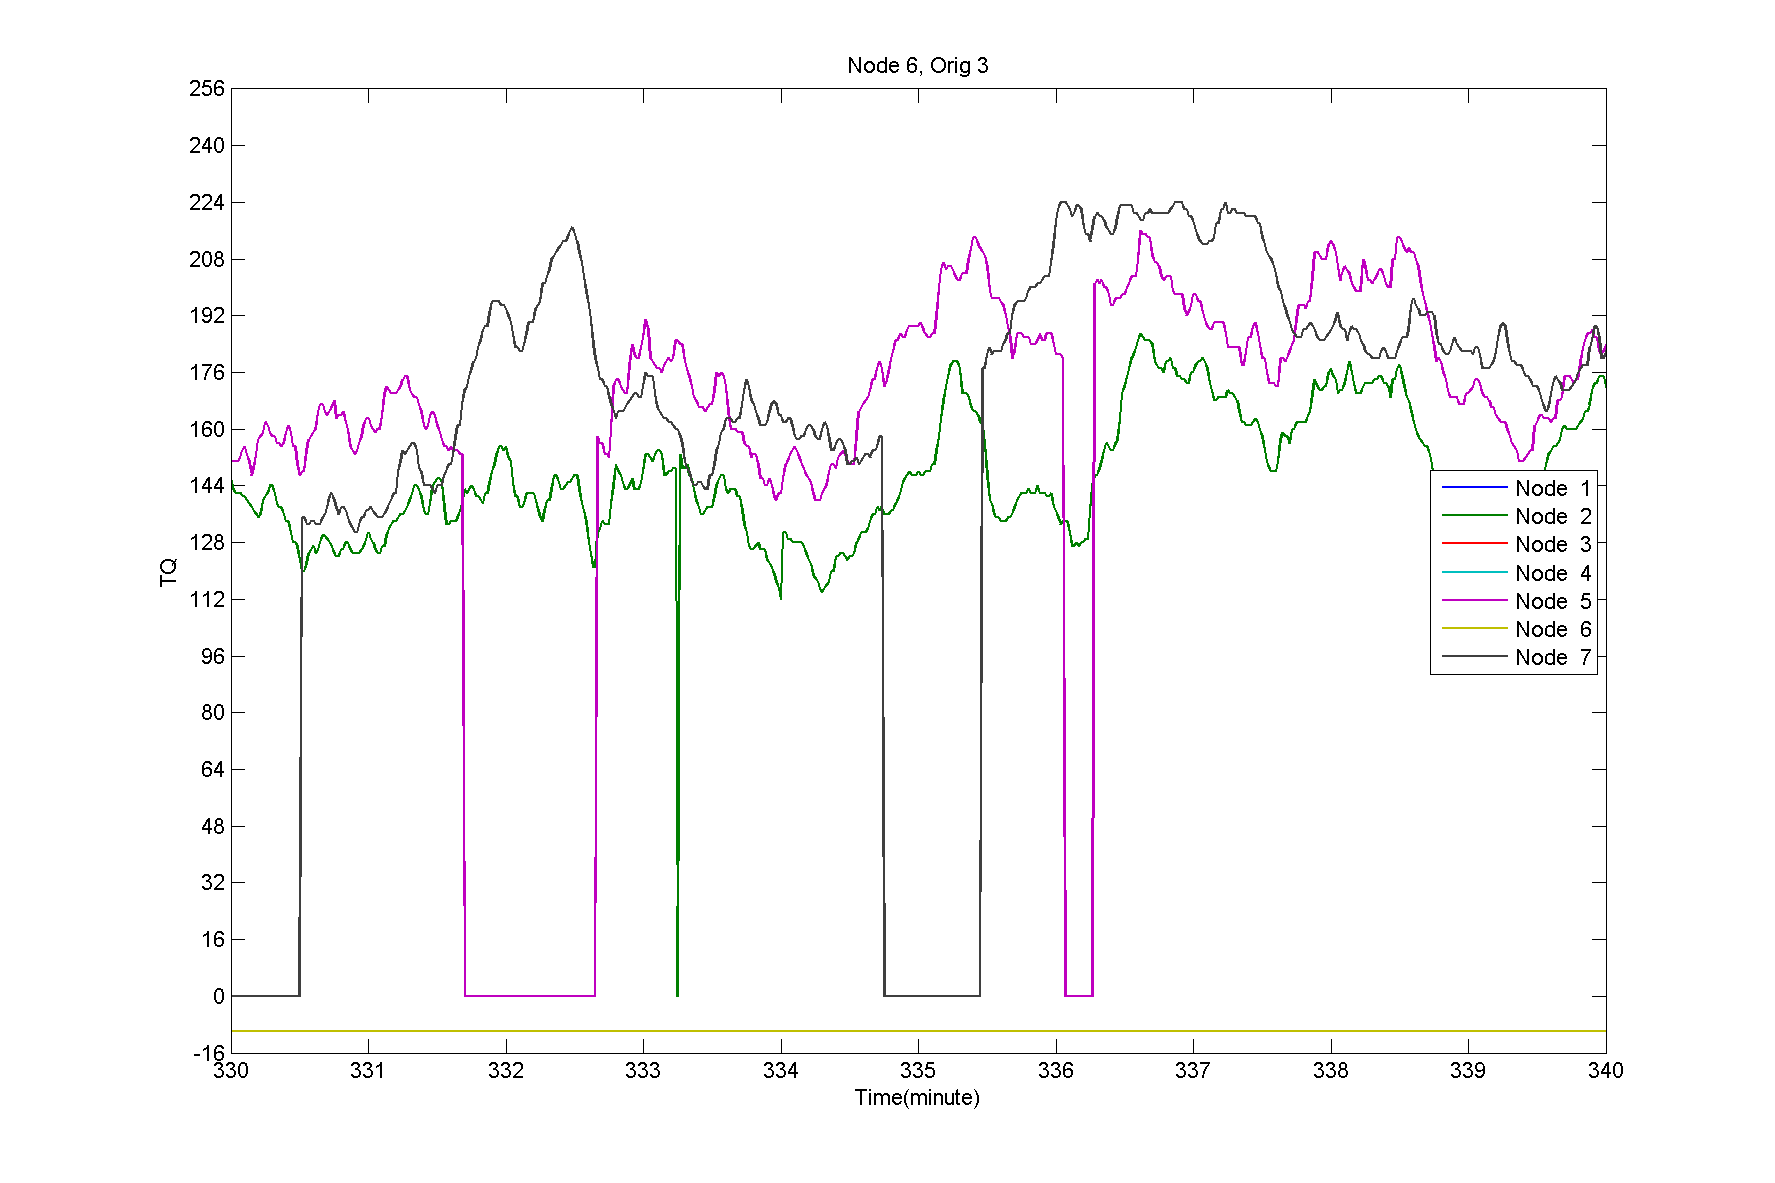 Node 6, Orig 3
256
240
224
208
192
176
160
144
128
112
96
80
64
48
32
16
0
-16
TQ
Node 1
Node 2
Node 3
Node 4
Node 5
Node 6
Node 7
330 331 332 333 334 335 336 337 338 339 340
Time(minute)